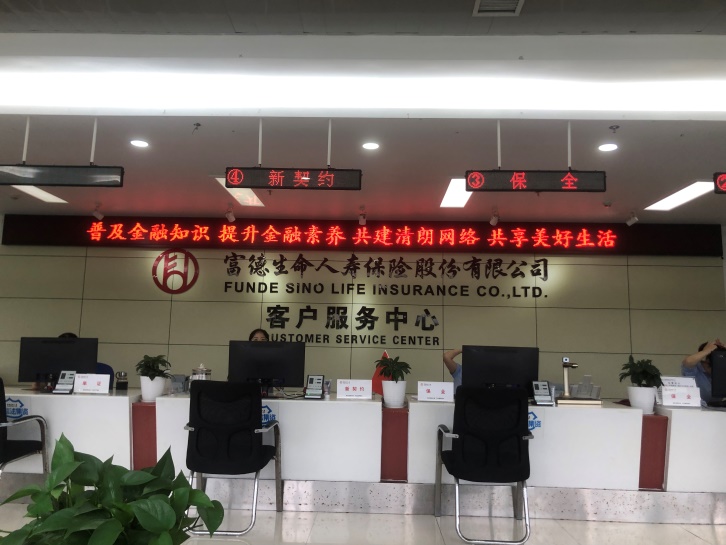 ④ 新契约
③ 保全
普及金融知识 提升金融素养 共建清朗网络 共享美好生活
富德生命人寿保险股份有限公司
FUNDE SINO LIFE INSURANCE CO.,LTD.
客户服务中心
CUSTOMER SERVICE CENTER
新契约